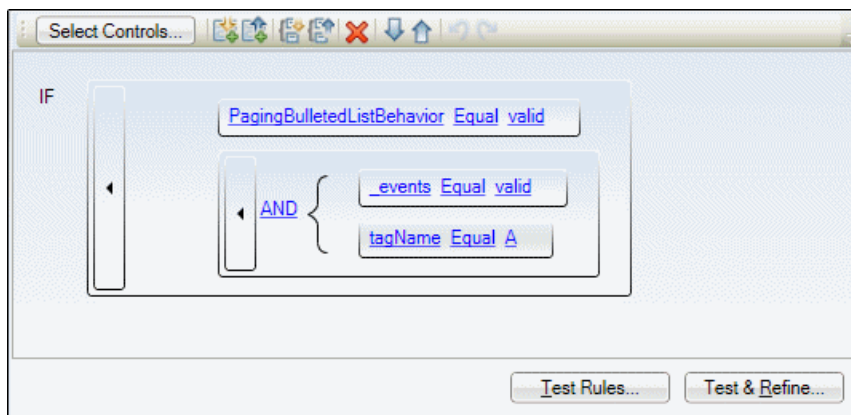 Select Controls...
IF
PagingBulletedListBehavior Equal valid
_events Equal valid
AND
tagName Equal A
Test Rules... Test & Refine...